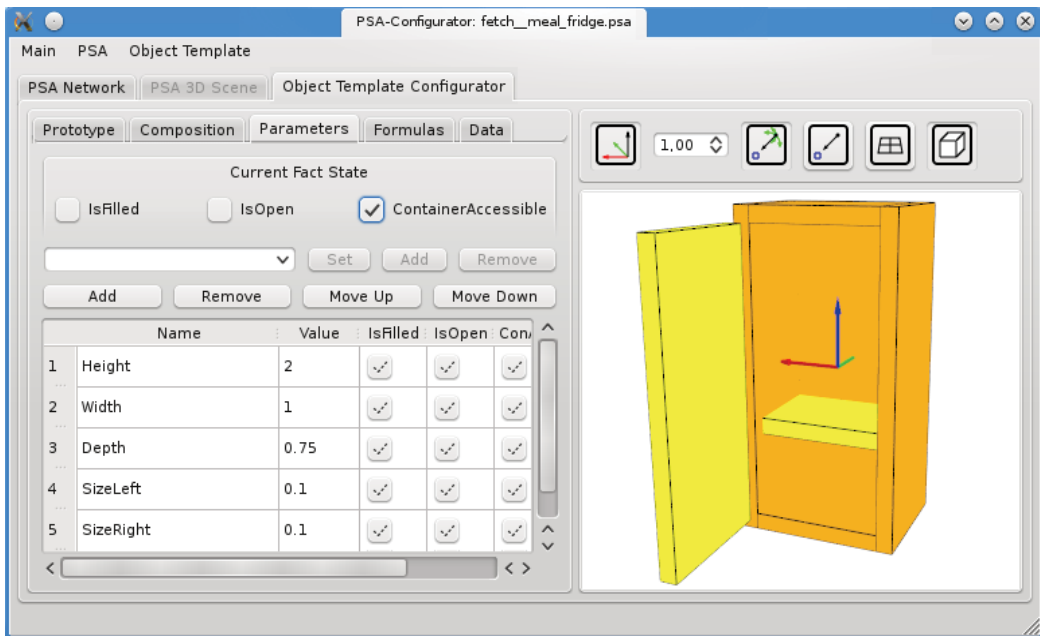 PSA-Configurator: fetch__meal_fridge.psa
Main PSA Object Template
PSA Network PSA 3D Scene Object Template Configurator
Prototype Composition Parameters Formulas Data
1,00
Current Fact State
IsFilled IsOpen ContainerAccessible
Set Add Remove
Add Remove Move Up Move Down
Name Value IsFilled IsOpen Con
1 Height 2
2 Width 1
3 Depth 0.75
4 SizeLeft 0.1
5 SizeRight 0.1